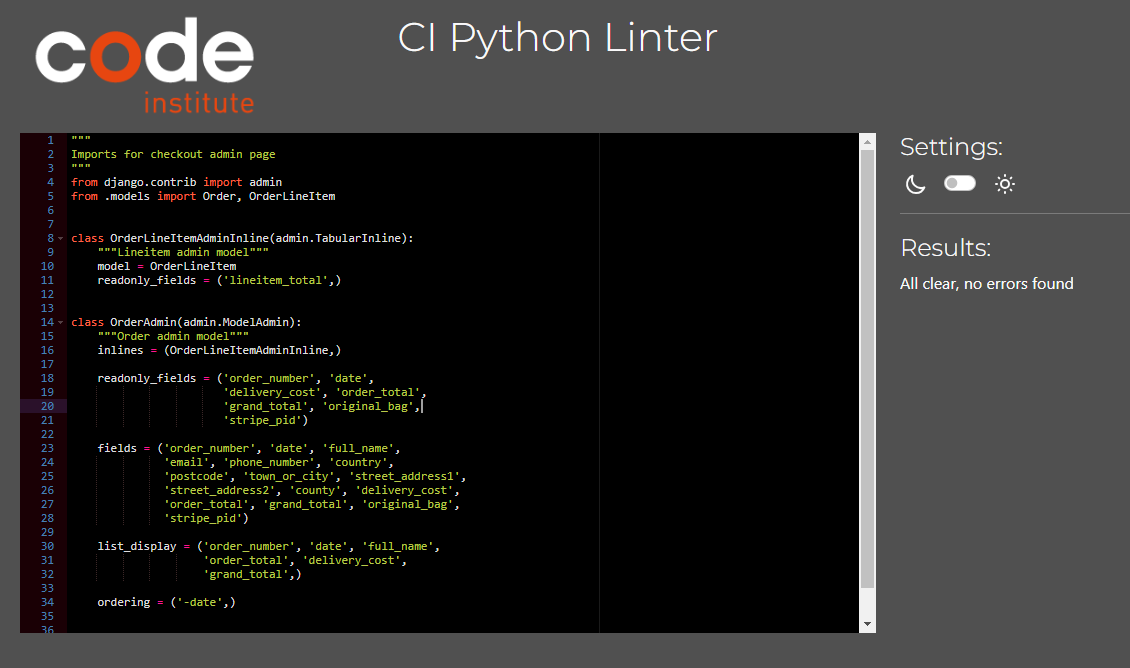 code
institute
CI Python Linter
1 """
2 Imports for checkout admin page
3 """
4 from django.contrib import admin
5 from .models import Order, OrderLineItem
6
7
8 class OrderLineItemAdminInline(admin.TabularInline):
9     """Lineitem admin model"""
10     model = OrderLineItem
11     readonly_fields = ('lineitem_total',)
12
13
14 class OrderAdmin(admin.ModelAdmin):
15     """Order admin model"""
16     inlines = (OrderLineItemAdminInline,)
17
18     readonly_fields = ('order_number', 'date',
19                        'delivery_cost', 'order_total',
20                        'grand_total', 'original_bag',
21                        'stripe_pid')
22
23     fields = ('order_number', 'date', 'full_name',
24               'email', 'phone_number', 'country',
25               'postcode', 'town_or_city', 'street_address1',
26               'street_address2', 'county', 'delivery_cost',
27               'order_total', 'grand_total', 'original_bag',
28               'stripe_pid')
29
30     list_display = ('order_number', 'date', 'full_name',
31                     'order_total', 'delivery_cost',
32                     'grand_total',)
33
34     ordering = ('-date',)
35
36
Settings:
Results:
All clear, no errors found